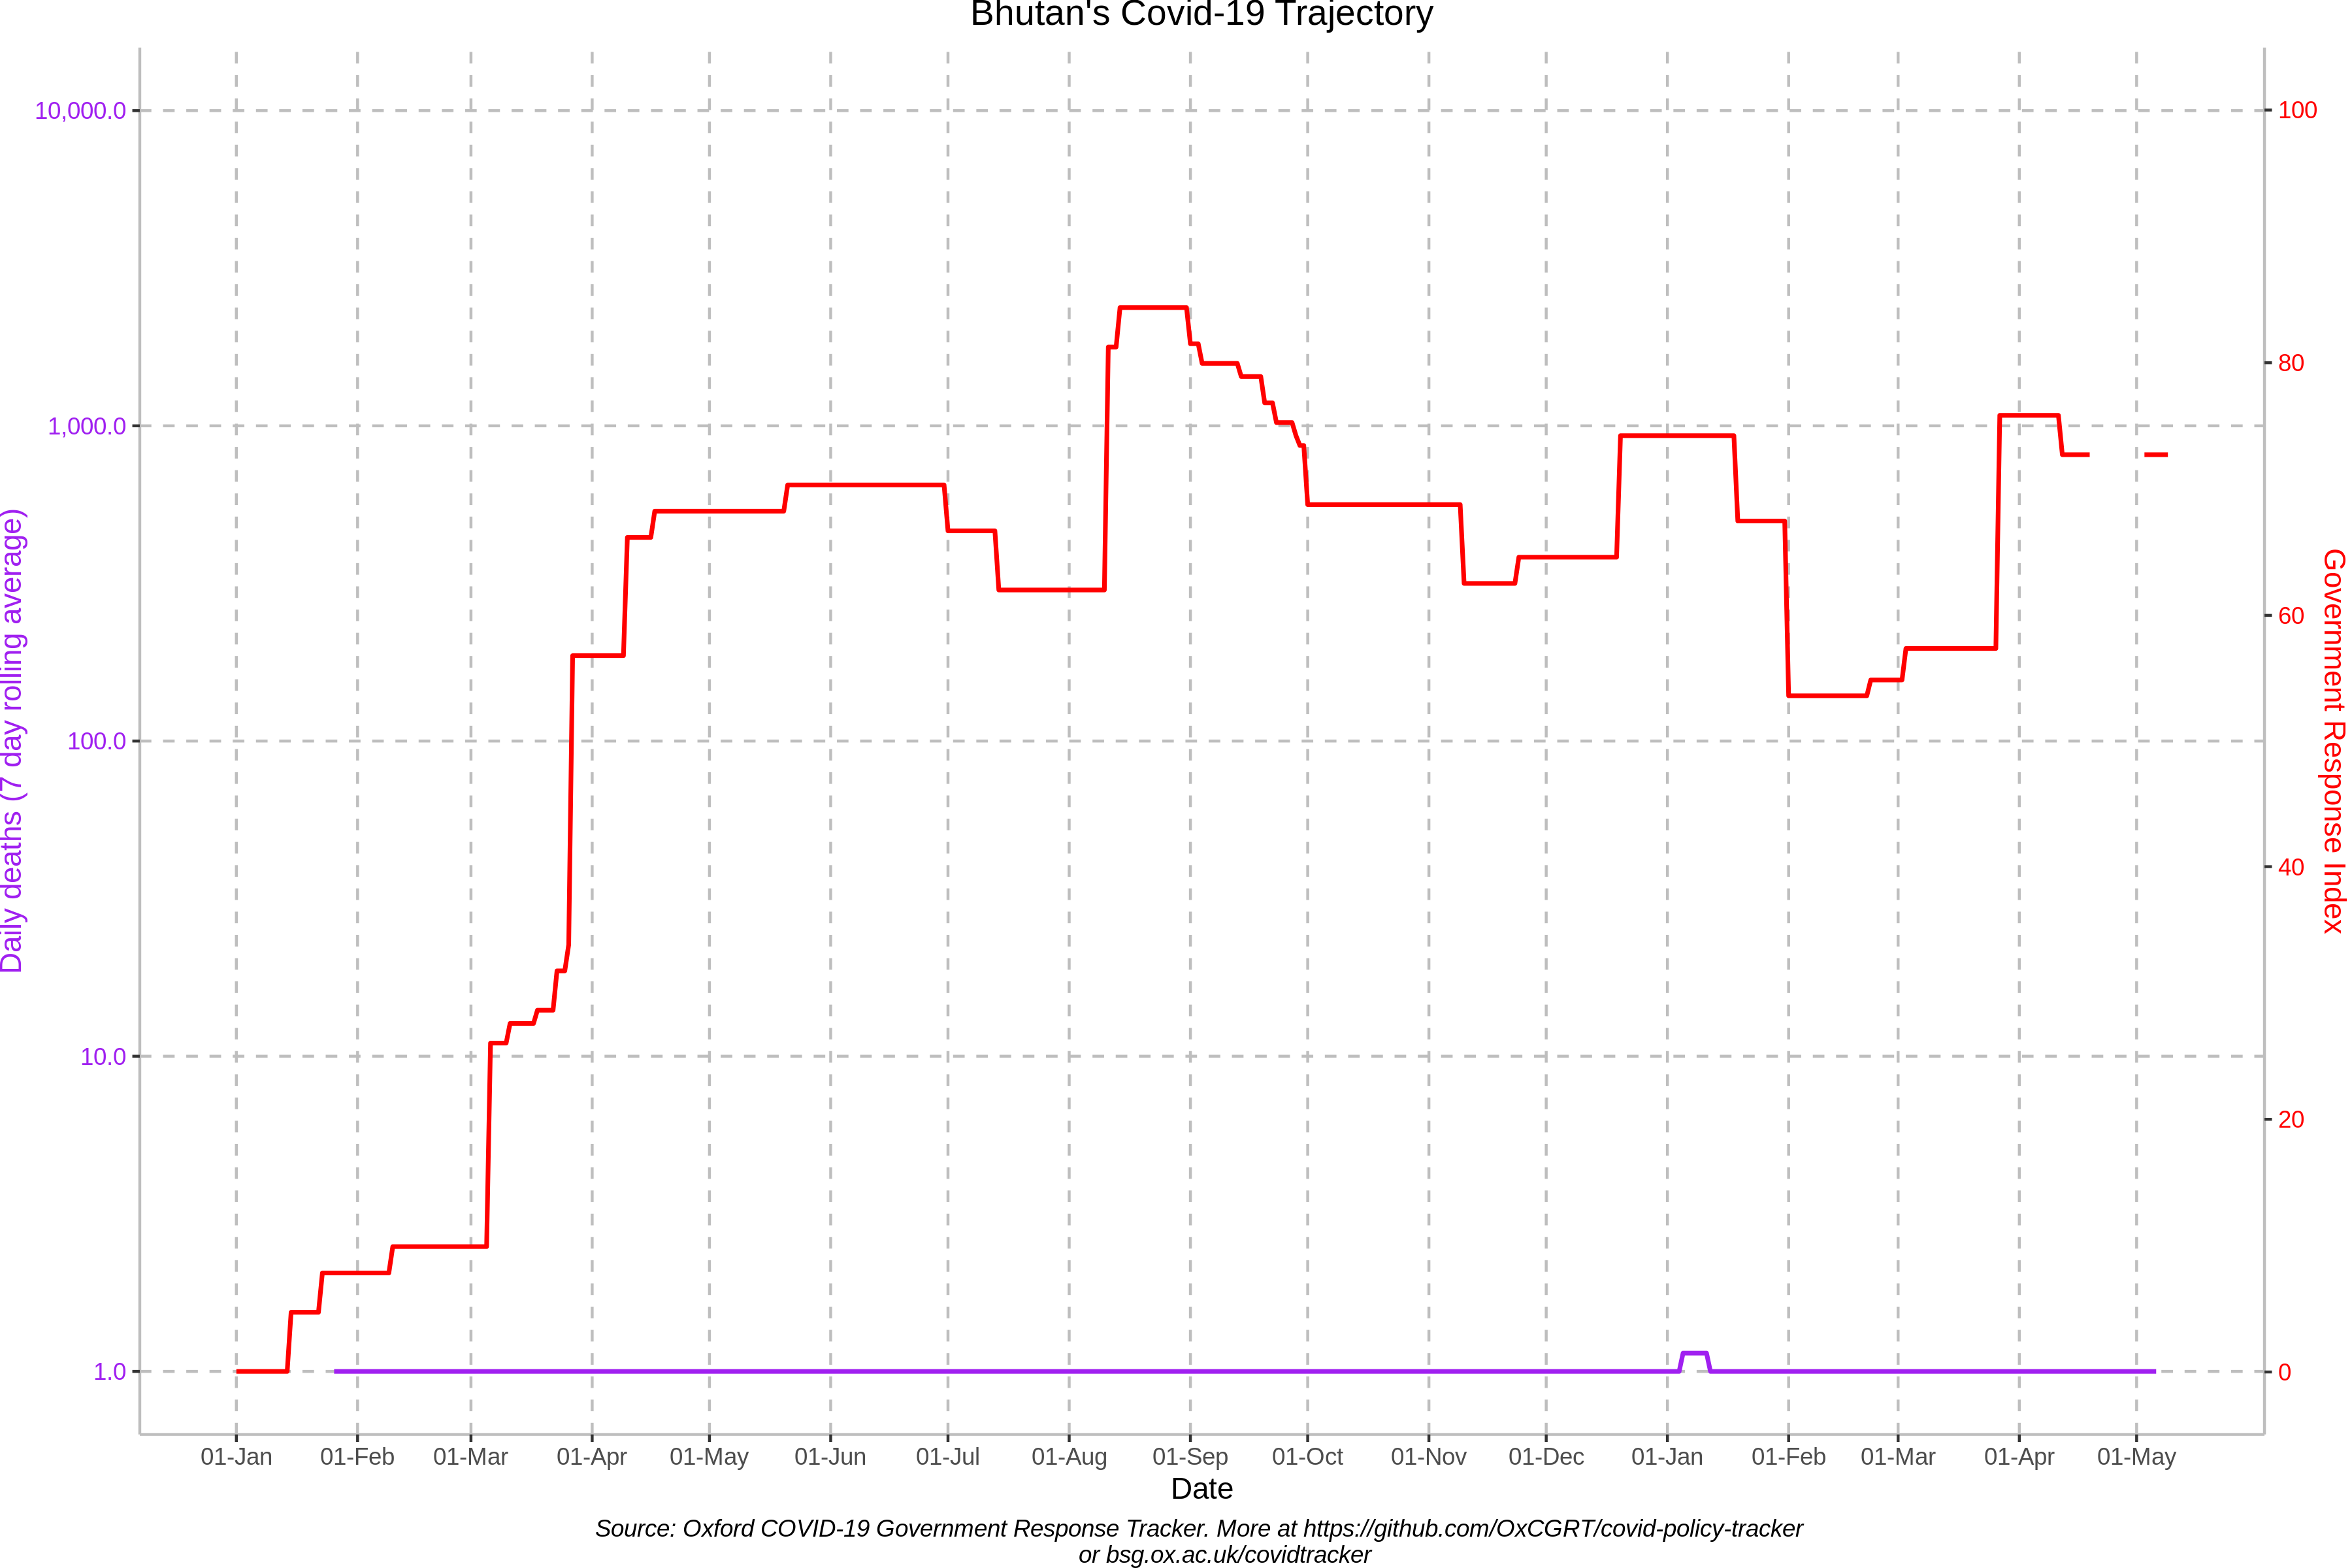 Bhutan's Covid-19 Trajectory
10,000.0
1,000.0
100.0
10.0
1.0
Daily deaths (7 day rolling average)
100
80
60
40
20
0
Government Response Index
01-Jan 01-Feb 01-Mar 01-Apr 01-May 01-Jun 01-Jul 01-Aug 01-Sep 01-Oct 01-Nov 01-Dec 01-Jan 01-Feb 01-Mar 01-Apr 01-May
Date
Source: Oxford COVID-19 Government Response Tracker. More at https://github.com/OxCGRT/covid-policy-tracker
or bsg.ox.ac.uk/covidtracker